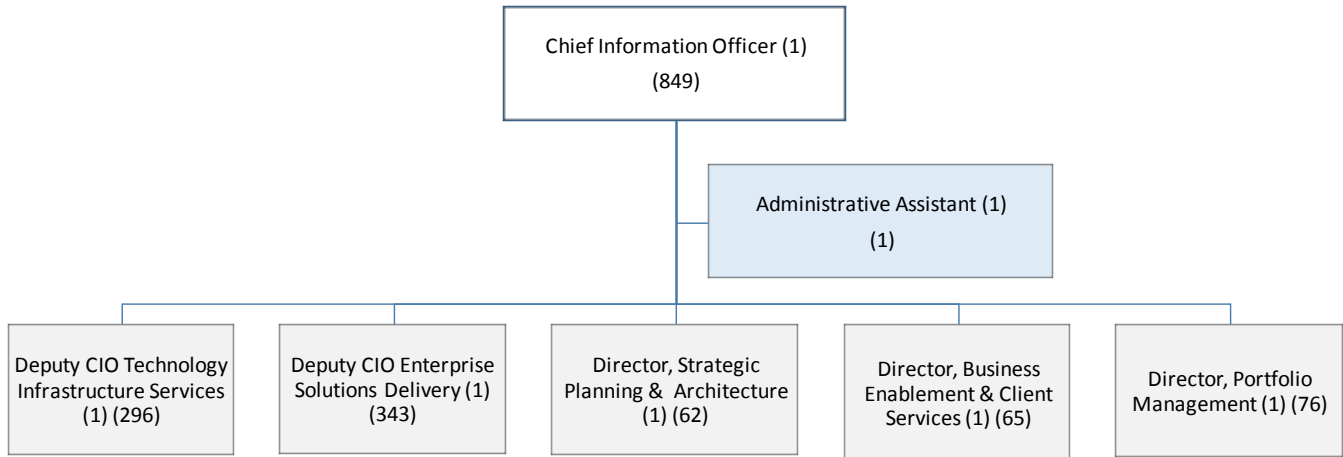 Chief Information Officer (1)
(849)
Administrative Assistant (1)
(1)
Deputy CIO Technology
Infrastructure Services
(1) (296)
Deputy CIO Enterprise
Solutions Delivery (1)
(343)
Director, Strategic
Planning & Architecture
(1) (62)
Director, Business
Enablement & Client
Services (1) (65)
Director, Portfolio
Management (1) (76)